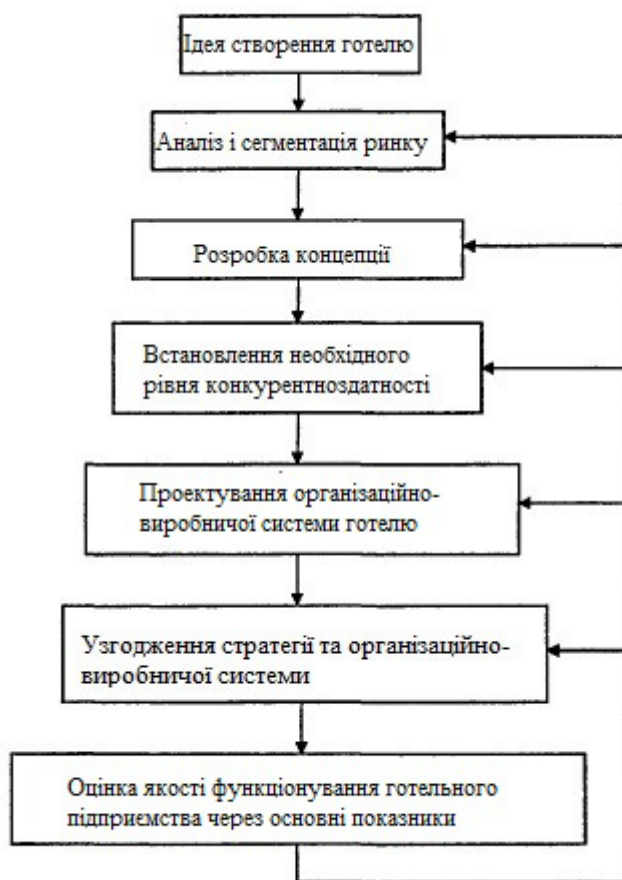 Ідея створення готелю
Аналіз і сегментація ринку
Розробка концепції
Встановлення необхідного
рівня конкурентноздатності
Проектування організаційно-
виробничої системи готелю
Узгодження стратегії та організаційно-
виробничої системи
Оцінка якості функціонування готельного
підприємства через основні показники